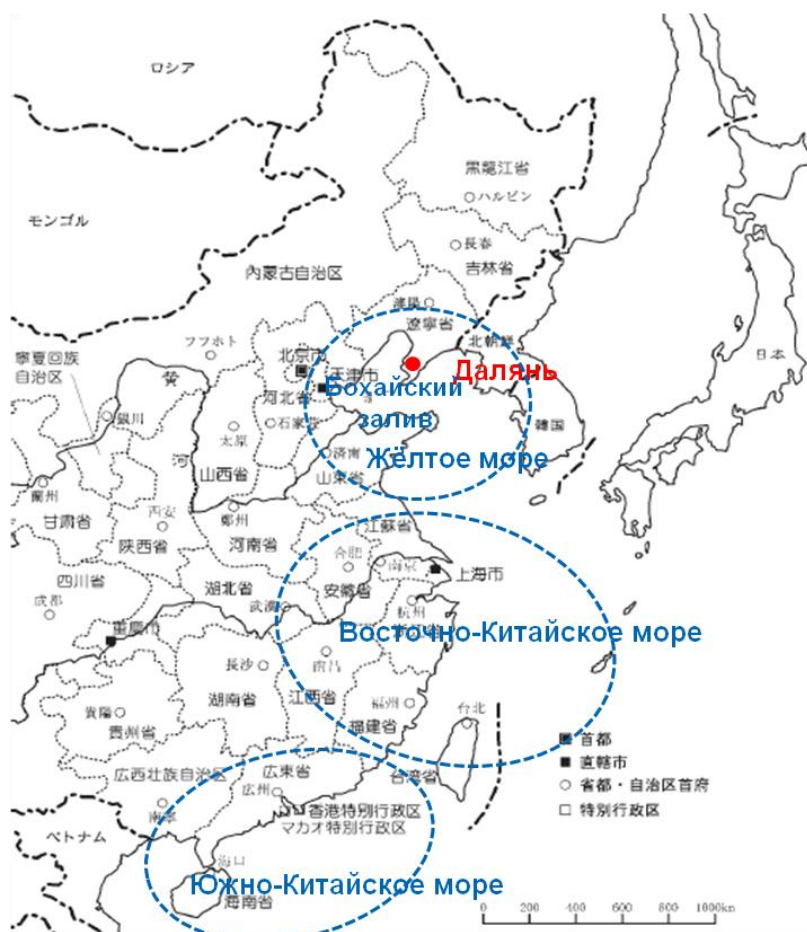 ロシア
黒龍江省
ハルビン
モンゴル
長春
吉林省
内蒙古自治区
瀋陽
遼寧省
フフホト
北京市
北朝鮮
日本
寧夏回族
自治区
黄
天津市
Далянь
河北省
Бохайский
залив
銀川
石家荘
太原
韓国
済南
Жёлтое море
河
山西省
山東省
蘭州
甘肃省
西安
鄭州
江蘇省
陝西省
河南省
合肥
南京
上海市
四川省
湖北省
安徽省
成都
武漢
杭州
重慶市
浙江省
Восточно-Китайское море
長沙
南昌
湖南省
江西省
福州
台北
貴陽
貴州省
福建省
首都
直轄市
広西壮族自治区
広東省
台湾省
省都・自治区首府
広州
香港特別行政区
特別行政区
南寧
マカオ特別行政区
ベトナム
海口
Южно-Китайское море
海南省
0 200 400 600 800 1000km